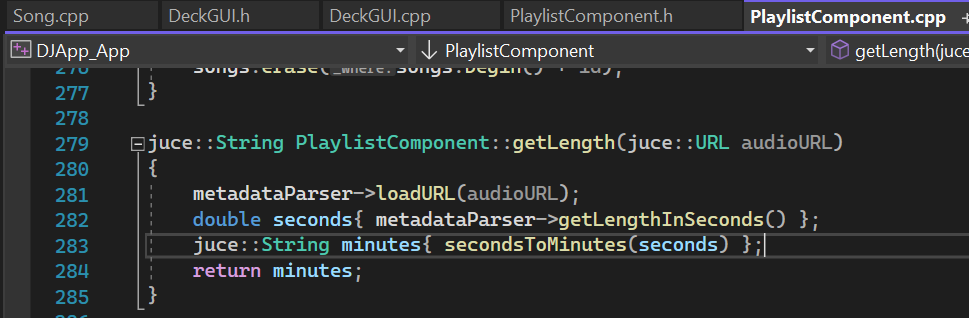 Song.cpp DeckGUI.h DeckGUI.cpp PlaylistComponent.h PlaylistComponent.cpp
DJApp_App PlaylistComponent getLength(juc
276 songs.erase(_Where:songs.begin() + id);
277 }
278
279 juce::String PlaylistComponent::getLength(juce::URL audioURL)
280 {
281 metadataParser->loadURL(audioURL);
282 double seconds{ metadataParser->getLengthInSeconds() };
283 juce::String minutes{ secondsToMinutes(seconds) };
284 return minutes;
285 }